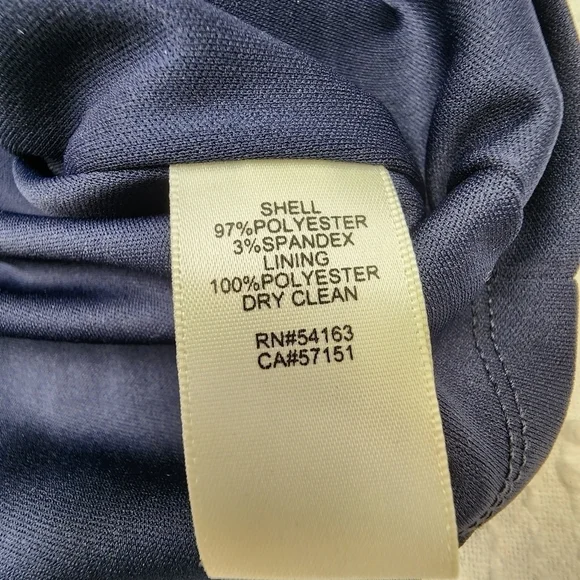 SHELL
97%POLYESTER
3%SPANDEX
LINING
100%POLYESTER
DRY CLEAN
RN#54163
CA#57151